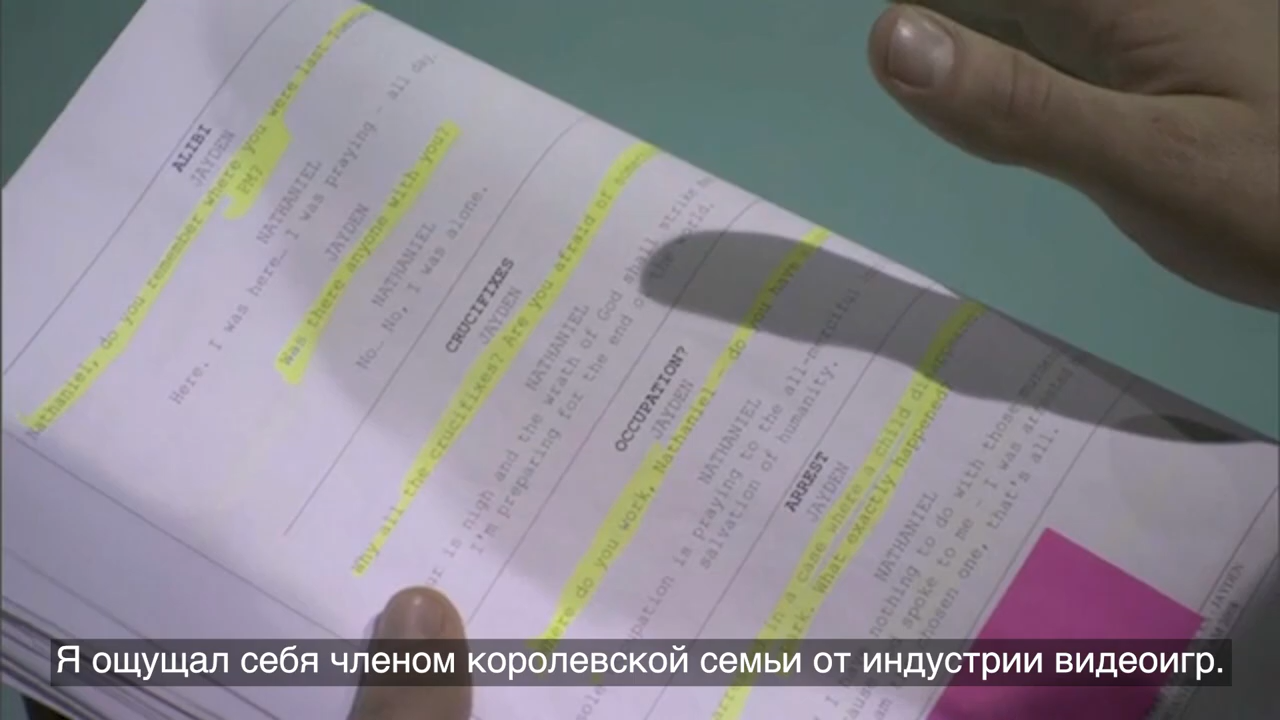 ALIBI
JAYDEN
Nathaniel, do you remember where you were last
PM?
NATHANIEL
Here. I was here… I was praying - all day.
JAYDEN
Was there anyone with you?
NATHANIEL
No… No, I was alone.
CRUCIFIXES
JAYDEN
Why all the crucifixes? Are you afraid of
NATHANIEL
is nigh and the wrath of God shall strike
I'm preparing for the end of the world.
OCCUPATION?
JAYDEN
do you work, Nathaniel - do you have
NATHANIEL
is praying to the all-merciful
salvation of humanity.
ARREST
JAYDEN
in a case where a child
What exactly happened
NATHANIEL
nothing to do with those
spoke to me - I was
one, that's all.
JAYDEN
Я ощущал себя членом королевской семьи от индустрии видеоигр.